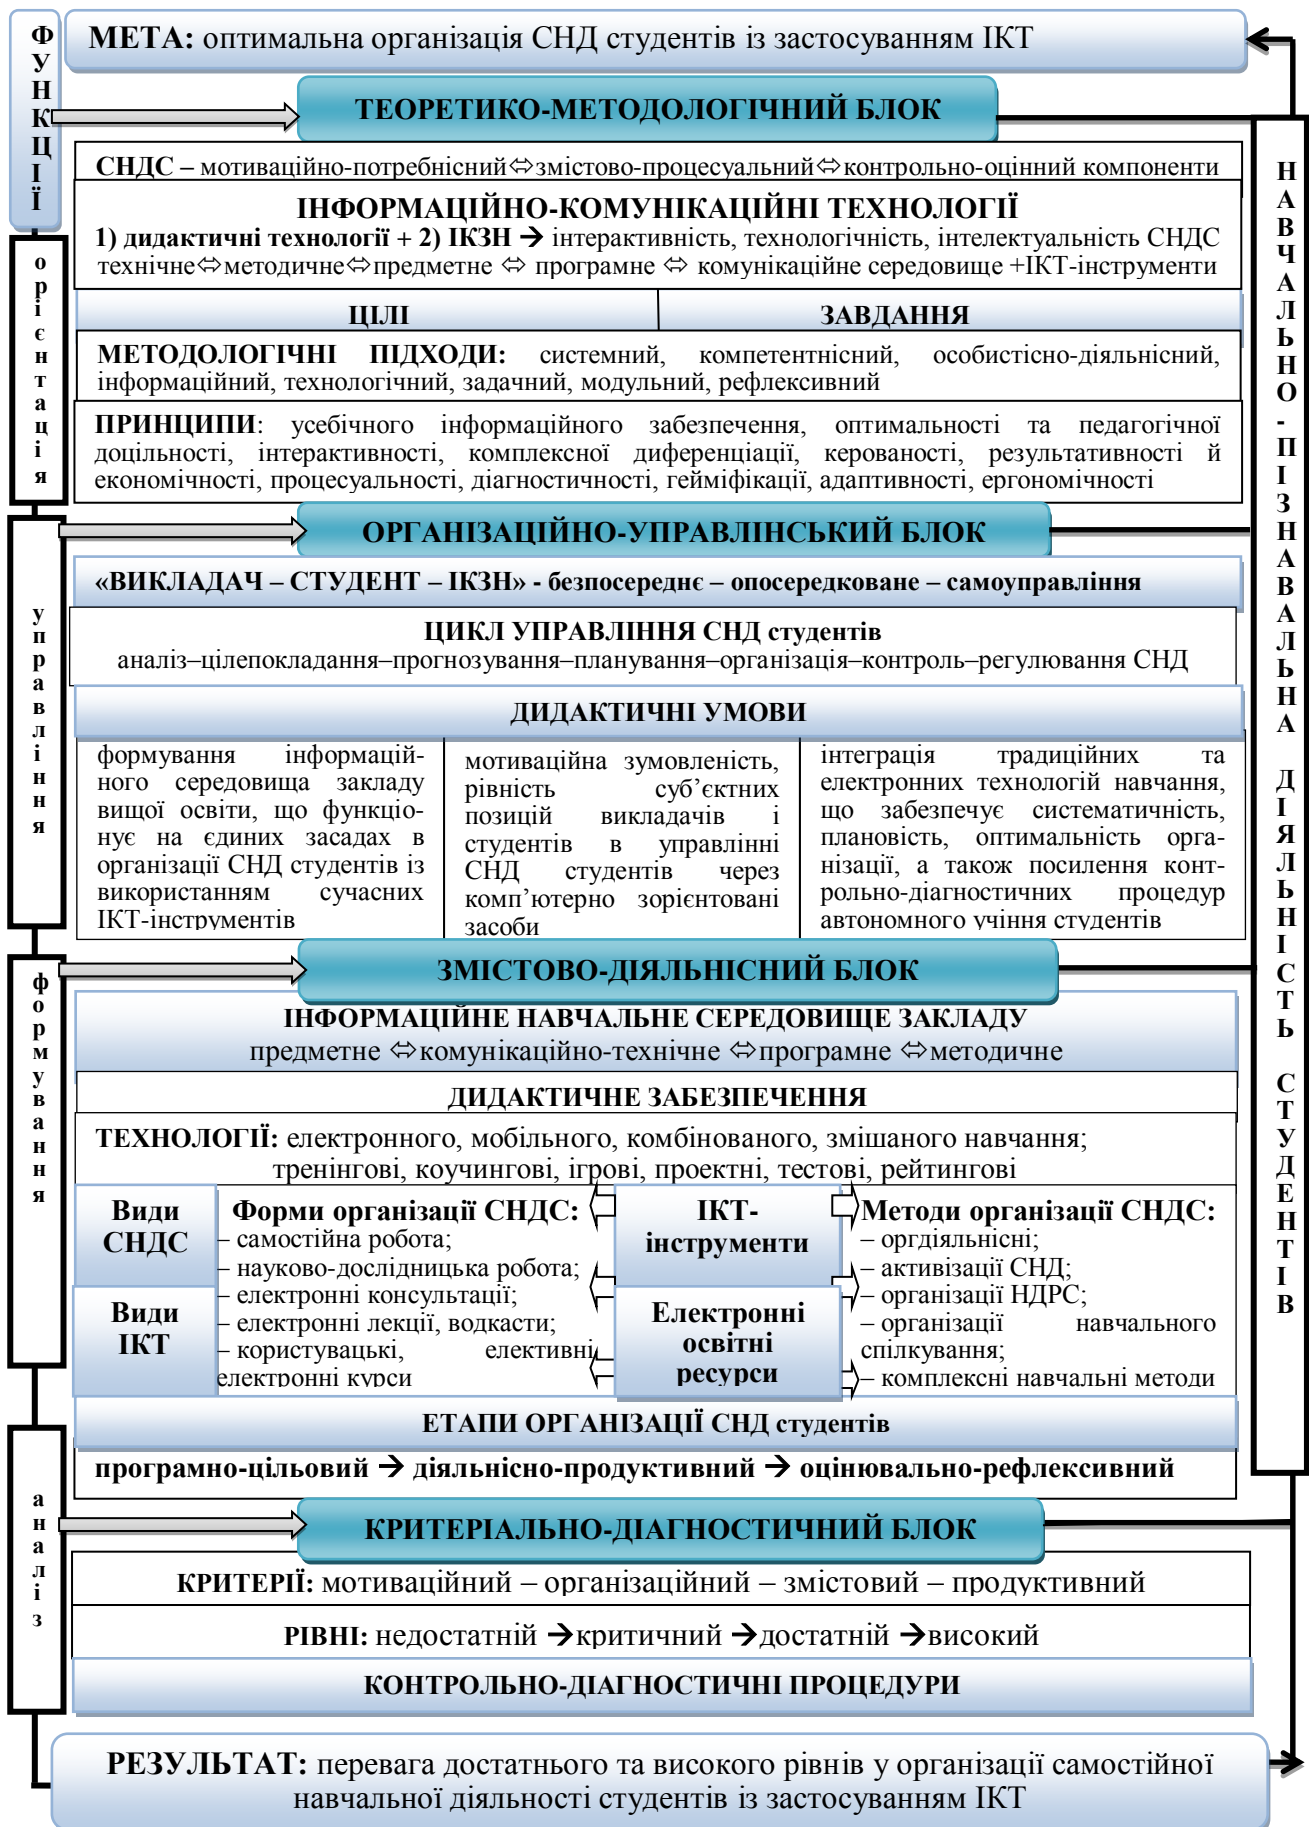 ФУНКЦІЇ
МЕТА: оптимальна організація СНД студентів із застосуванням ІКТ
ТЕОРЕТИКО-МЕТОДОЛОГІЧНИЙ БЛОК
СНДС – мотиваційно-потребнісний⬄змістово-процесуальний⬄контрольно-оцінний компоненти
ІНФОРМАЦІЙНО-КОМУНІКАЦІЙНІ ТЕХНОЛОГІЇ
1) дидактичні технології + 2) ІКЗН → інтерактивність, технологічність, інтелектуальність СНДС
технічне⬄методичне⬄предметне ⬄ програмне ⬄ комунікаційне середовище +ІКТ-інструменти
ЦІЛІ
ЗАВДАННЯ
МЕТОДОЛОГІЧНІ ПІДХОДИ: системний, компетентнісний, особистісно-діяльнісний,
інформаційний, технологічний, задачний, модульний, рефлексивний
ПРИНЦИПИ: усебічного інформаційного забезпечення, оптимальності та педагогічної
доцільності, інтерактивності, комплексної диференціації, керованості, результативності й
економічності, процесуальності, діагностичності, гейміфікації, адаптивності, ергономічності
орієнтація
ОРГАНІЗАЦІЙНО-УПРАВЛІНСЬКИЙ БЛОК
«ВИКЛАДАЧ – СТУДЕНТ – ІКЗН» - безпосереднє – опосередковане – самоуправління
ЦИКЛ УПРАВЛІННЯ СНД студентів
аналіз–цілепокладання–прогнозування–планування–організація–контроль–регулювання СНД
ДИДАКТИЧНІ УМОВИ
формування інформацій-
ного середовища закладу
вищої освіти, що функціо-
нує на єдиних засадах в
організації СНД студентів із
використанням сучасних
ІКТ-інструментів
мотиваційна зумовленість,
рівність суб’єктних
позицій викладачів і
студентів в управлінні
СНД студентів через
комп’ютерно зорієнтовані
засоби
інтеграція традиційних та
електронних технологій навчання,
що забезпечує систематичність,
плановість, оптимальність орга-
нізації, а також посилення конт-
рольно-діагностичних процедур
автономного учіння студентів
управління
ЗМІСТОВО-ДІЯЛЬНІСНИЙ БЛОК
ІНФОРМАЦІЙНЕ НАВЧАЛЬНЕ СЕРЕДОВИЩЕ ЗАКЛАДУ
предметне ⬄комунікаційно-технічне ⬄програмне ⬄методичне
ДИДАКТИЧНЕ ЗАБЕЗПЕЧЕННЯ
ТЕХНОЛОГІЇ: електронного, мобільного, комбінованого, змішаного навчання;
тренінгові, коучингові, ігрові, проектні, тестові, рейтингові
Види
СНДС
Види
ІКТ
Форми організації СНДС:
– самостійна робота;
– науково-дослідницька робота;
– електронні консультації;
– електронні лекції, водкасти;
– користувацькі, елективні
електронні курси
ІКТ-
інструменти
Електронні
освітні
ресурси
Методи організації СНДС:
– оргдіяльнісні;
– активізації СНД;
– організації НДРС;
– організації навчального
спілкування;
– комплексні навчальні методи
ЕТАПИ ОРГАНІЗАЦІЇ СНД студентів
програмно-цільовий → діяльнісно-продуктивний → оцінювально-рефлексивний
формування
КРИТЕРІАЛЬНО-ДІАГНОСТИЧНИЙ БЛОК
КРИТЕРІЇ: мотиваційний – організаційний – змістовий – продуктивний
РІВНІ: недостатній →критичний →достатній →високий
КОНТРОЛЬНО-ДІАГНОСТИЧНІ ПРОЦЕДУРИ
аналіз
РЕЗУЛЬТАТ: перевага достатнього та високого рівнів у організації самостійної
навчальної діяльності студентів із застосуванням ІКТ
НАВЧАЛЬНО-ПІЗНАВАЛЬНА ДІЯЛЬНІСТЬ СТУДЕНТІВ